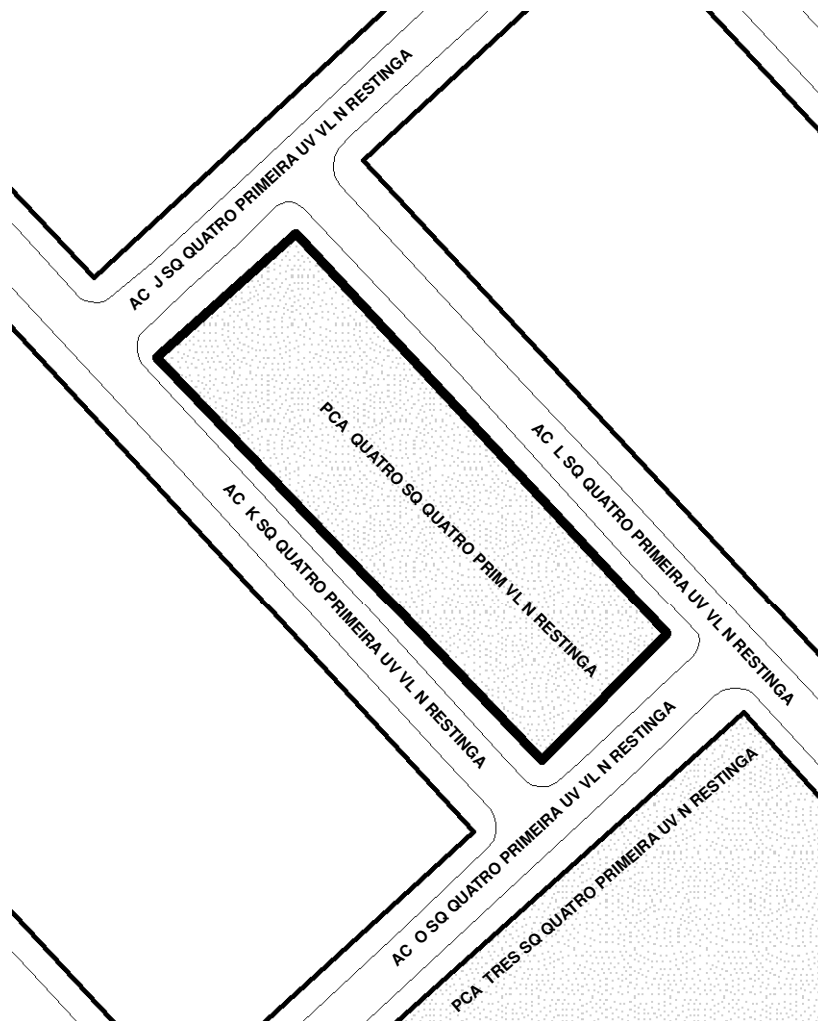 AC J SQ QUATRO PRIMEIRA UV VL N RESTINGA
PCA QUATRO SQ QUATRO PRIM VL N RESTINGA
AC L SQ QUATRO PRIMEIRA UV VL N RESTINGA
AC K SQ QUATRO PRIMEIRA UV VL N RESTINGA
AC O SQ QUATRO PRIMEIRA UV VL N RESTINGA
PCA TRES SQ QUATRO PRIMEIRA UV N RESTINGA